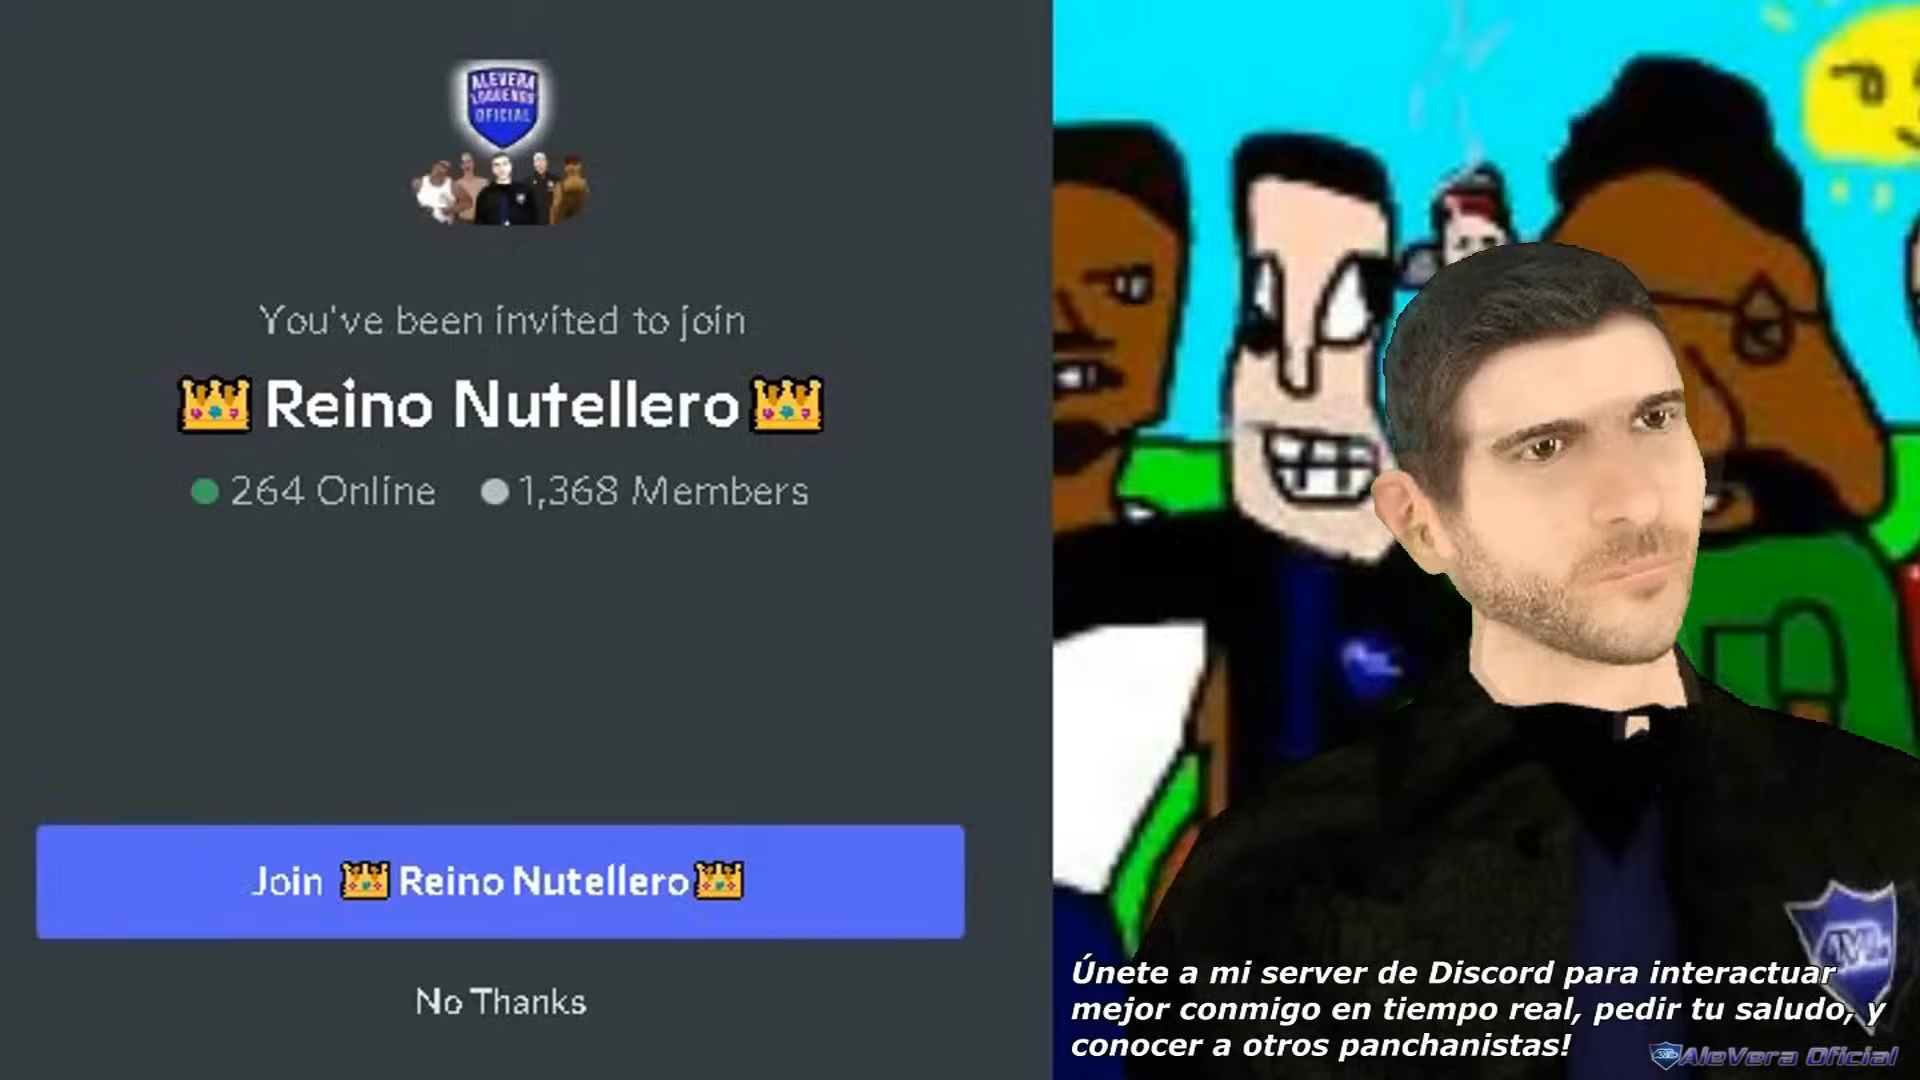 ALEVERA
LOQUENDO
OFICIAL
You've been invited to join
Reino Nutellero
264 Online 1,368 Members
Join Reino Nutellero
No Thanks
Únete a mi server de Discord para interactuar
mejor conmigo en tiempo real, pedir tu saludo, y
conocer a otros panchanistas!
AleVera Oficial